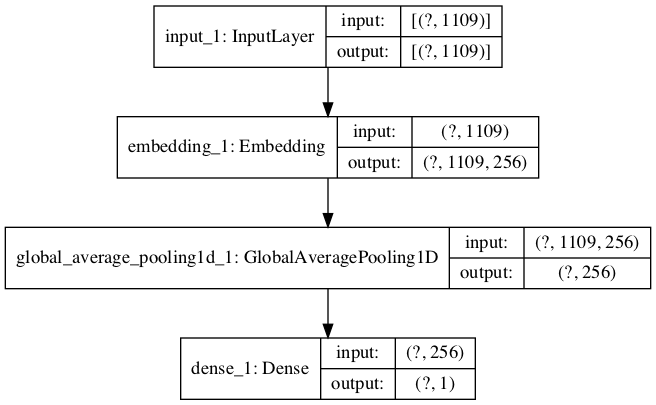 input_1: InputLayer
input: [(?, 1109)]
output: [(?, 1109)]
embedding_1: Embedding
input: (?, 1109)
output: (?, 1109, 256)
global_average_pooling1d_1: GlobalAveragePooling1D
input: (?, 1109, 256)
output: (?, 256)
dense_1: Dense
input: (?, 256)
output: (?, 1)